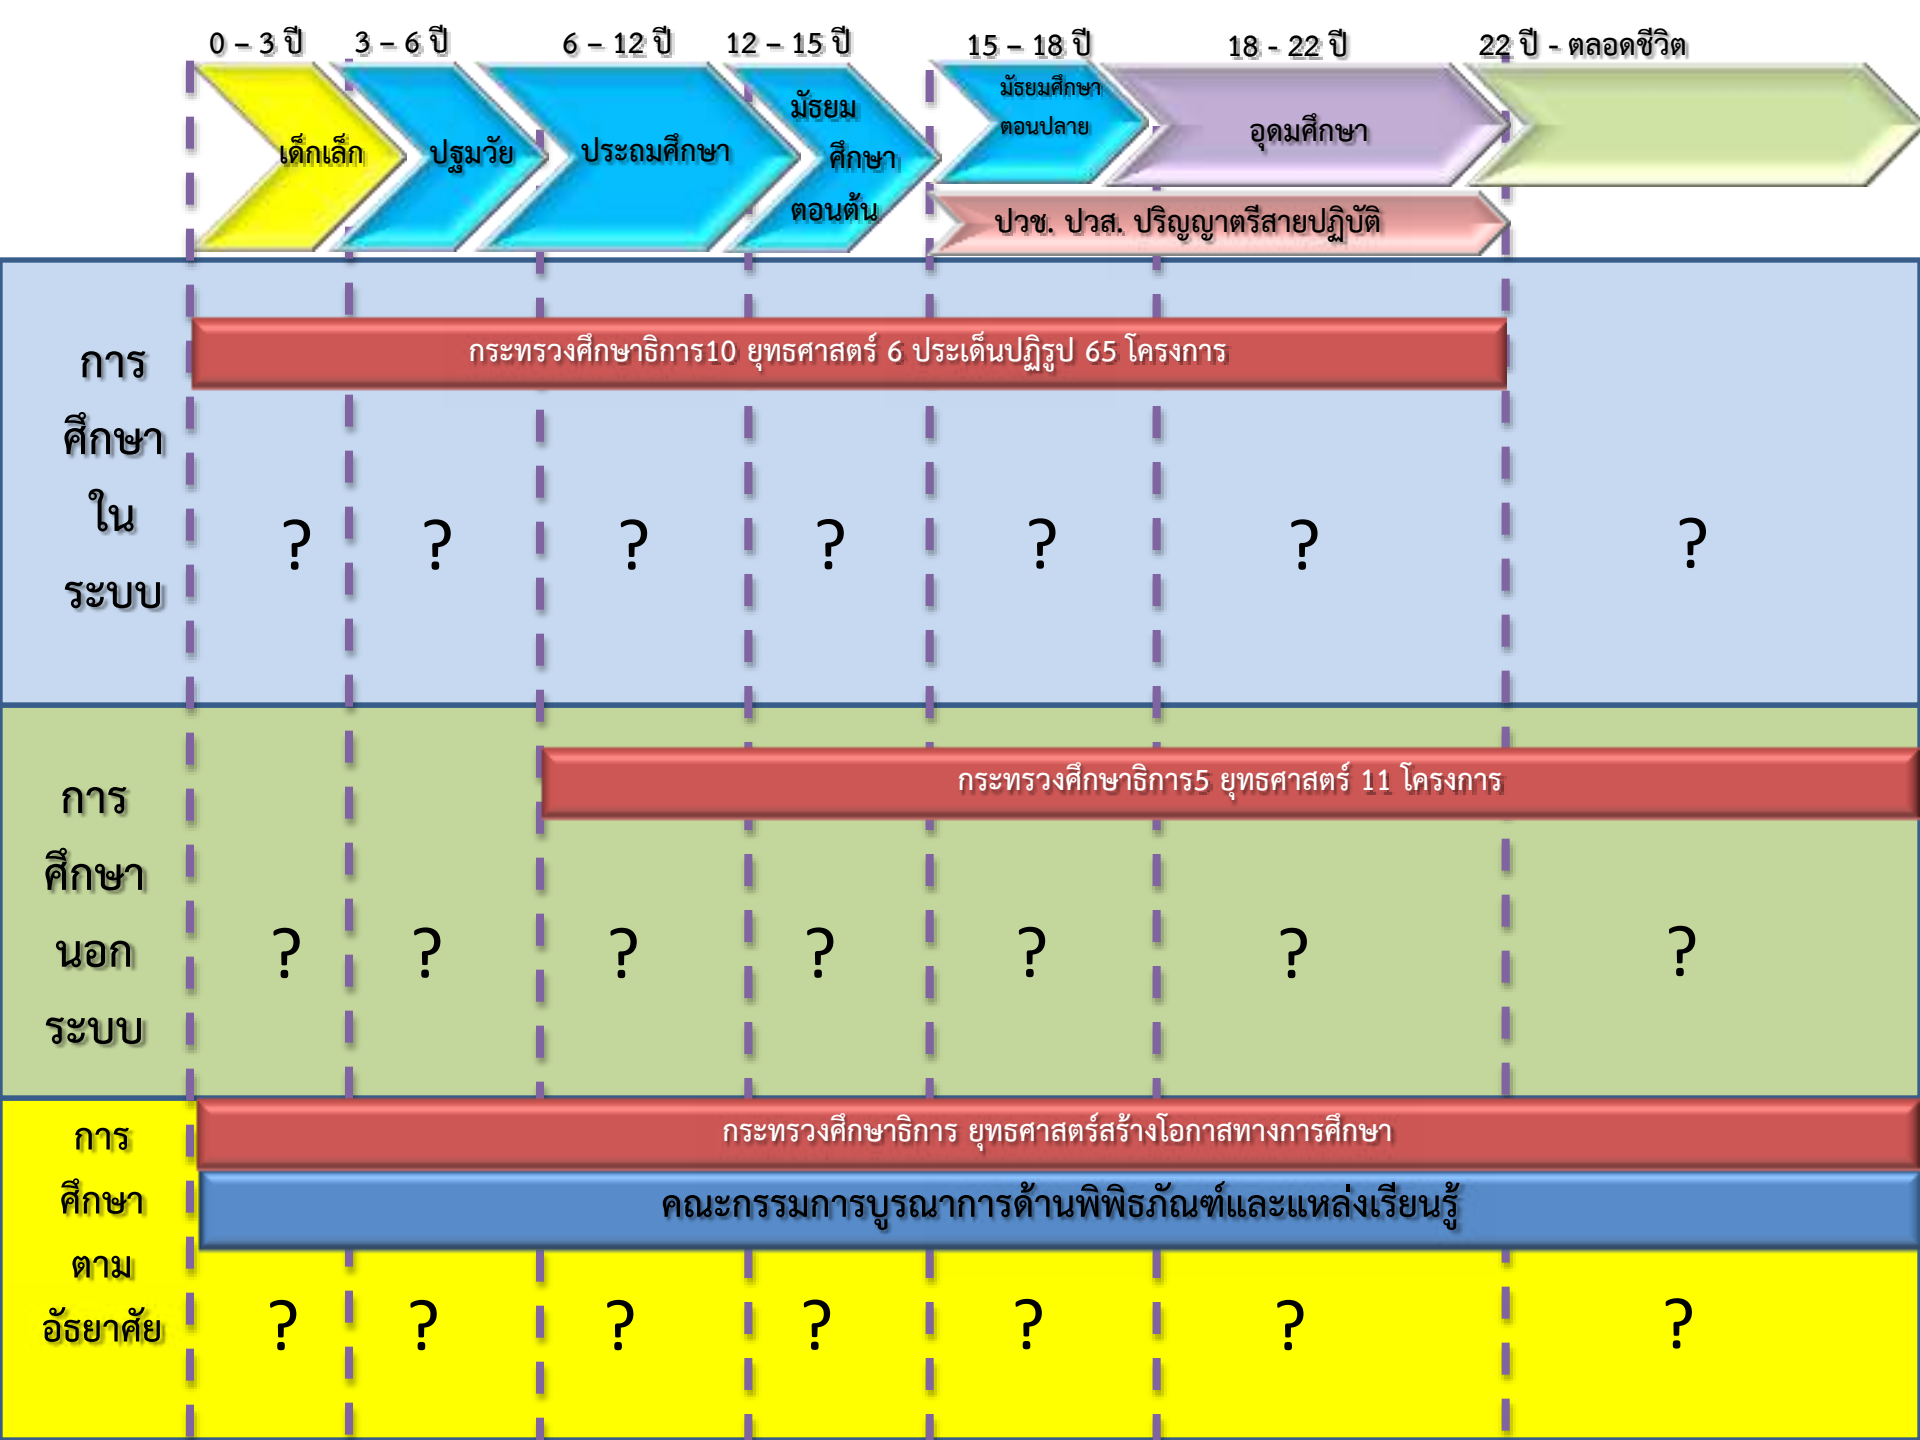 0 – 3 ปี 3 – 6 ปี 6 – 12 ปี 12 – 15 ปี 15 – 18 ปี 18 - 22 ปี 22 ปี - ตลอดชีวิต
เด็กเล็ก
ปฐมวัย
ประถมศึกษา
มัธยม
ศึกษา
ตอนต้น
มัธยมศึกษา
ตอนปลาย
อุดมศึกษา
ปวช. ปวส. ปริญญาตรีสายปฏิบัติ
การ
ศึกษา
ใน
ระบบ
กระทรวงศึกษาธิการ10 ยุทธศาสตร์ 6 ประเด็นปฏิรูป 65 โครงการ
? ? ? ? ? ? ?
การ
ศึกษา
นอก
ระบบ
กระทรวงศึกษาธิการ5 ยุทธศาสตร์ 11 โครงการ
? ? ? ? ? ? ?
การ
ศึกษา
ตาม
อัธยาศัย
กระทรวงศึกษาธิการ ยุทธศาสตร์สร้างโอกาสทางการศึกษา
คณะกรรมการบูรณาการด้านพิพิธภัณฑ์และแหล่งเรียนรู้
? ? ? ? ? ? ?